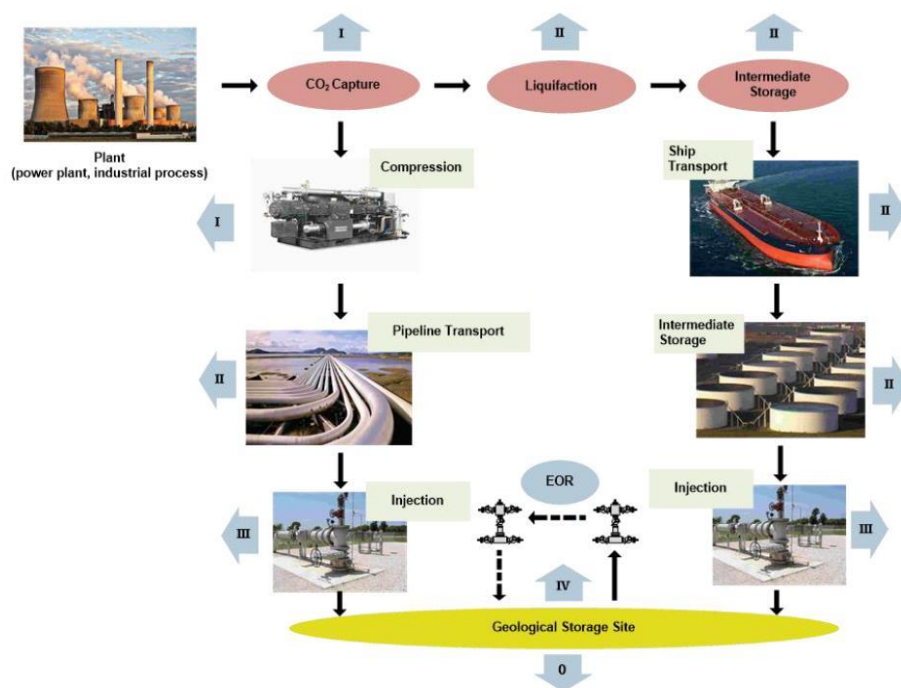 I
II
II
CO₂ Capture
Liquifaction
Intermediate
Storage
Plant
(power plant, industrial process)
Compression
Ship
Transport
I
II
Pipeline Transport
Intermediate
Storage
II
II
EOR
Injection
Injection
III
III
IV
Geological Storage Site
0